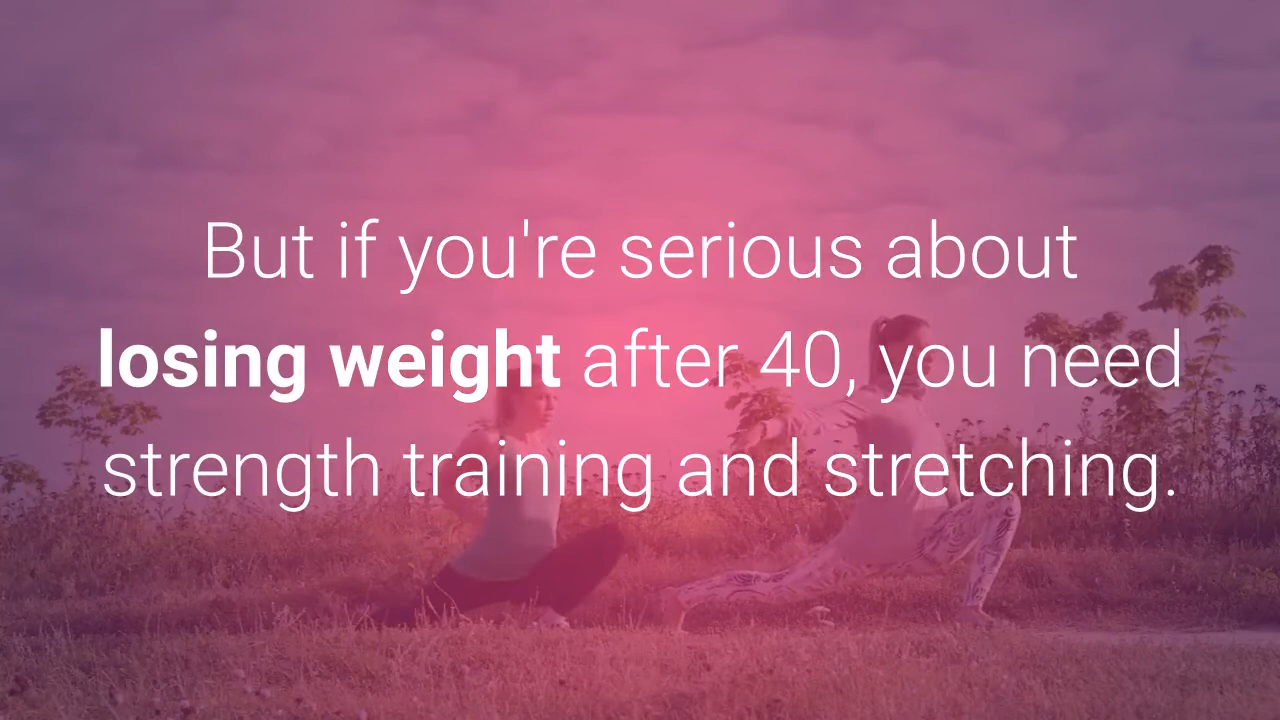 But if you're serious about
losing weight after 40, you need
strength training and stretching.